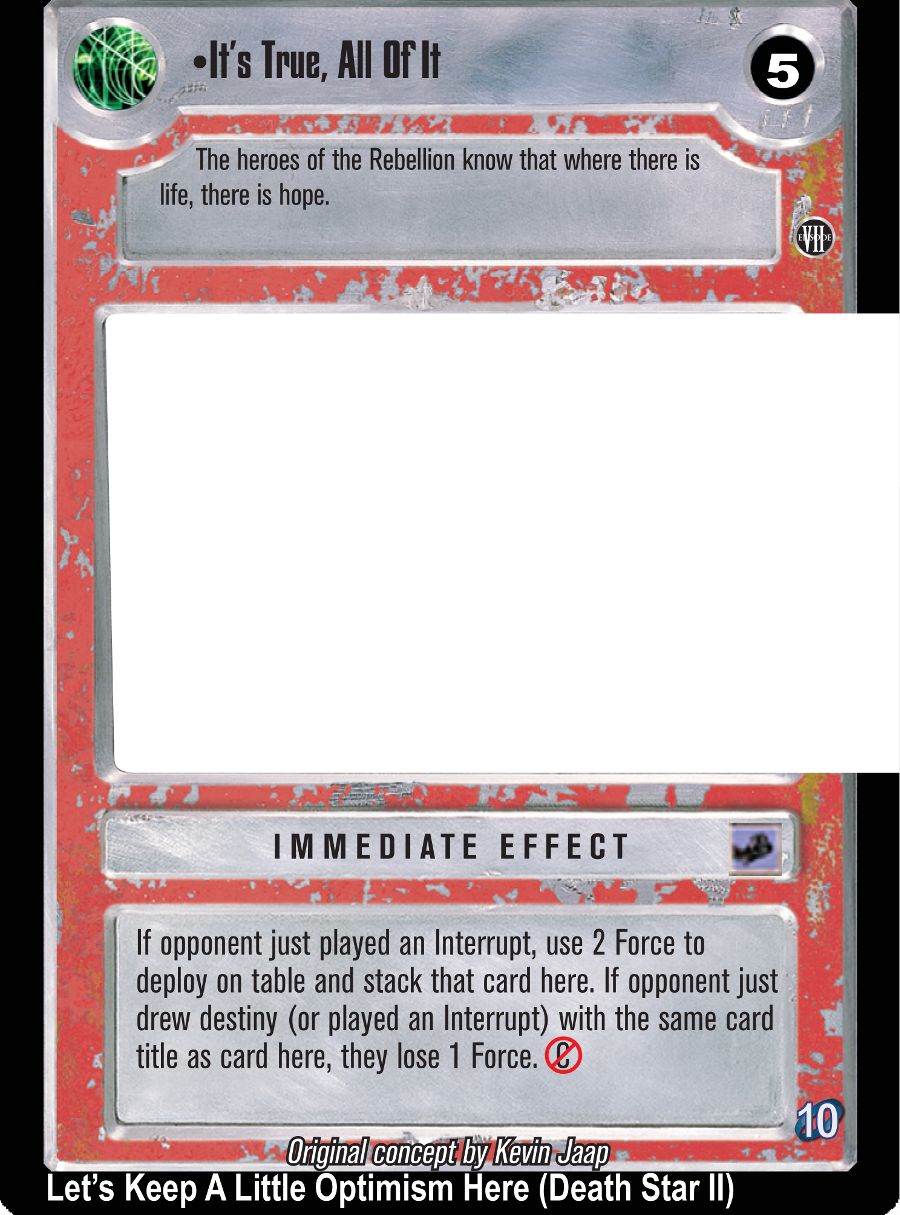 •It's True, All Of It
5
The heroes of the Rebellion know that where there is
life, there is hope.
EPISODE
VII
IMMEDIATE EFFECT
If opponent just played an Interrupt, use 2 Force to
deploy on table and stack that card here. If opponent just
drew destiny (or played an Interrupt) with the same card
title as card here, they lose 1 Force. C
10
Original concept by Kevin Jaap
Let's Keep A Little Optimism Here (Death Star II)